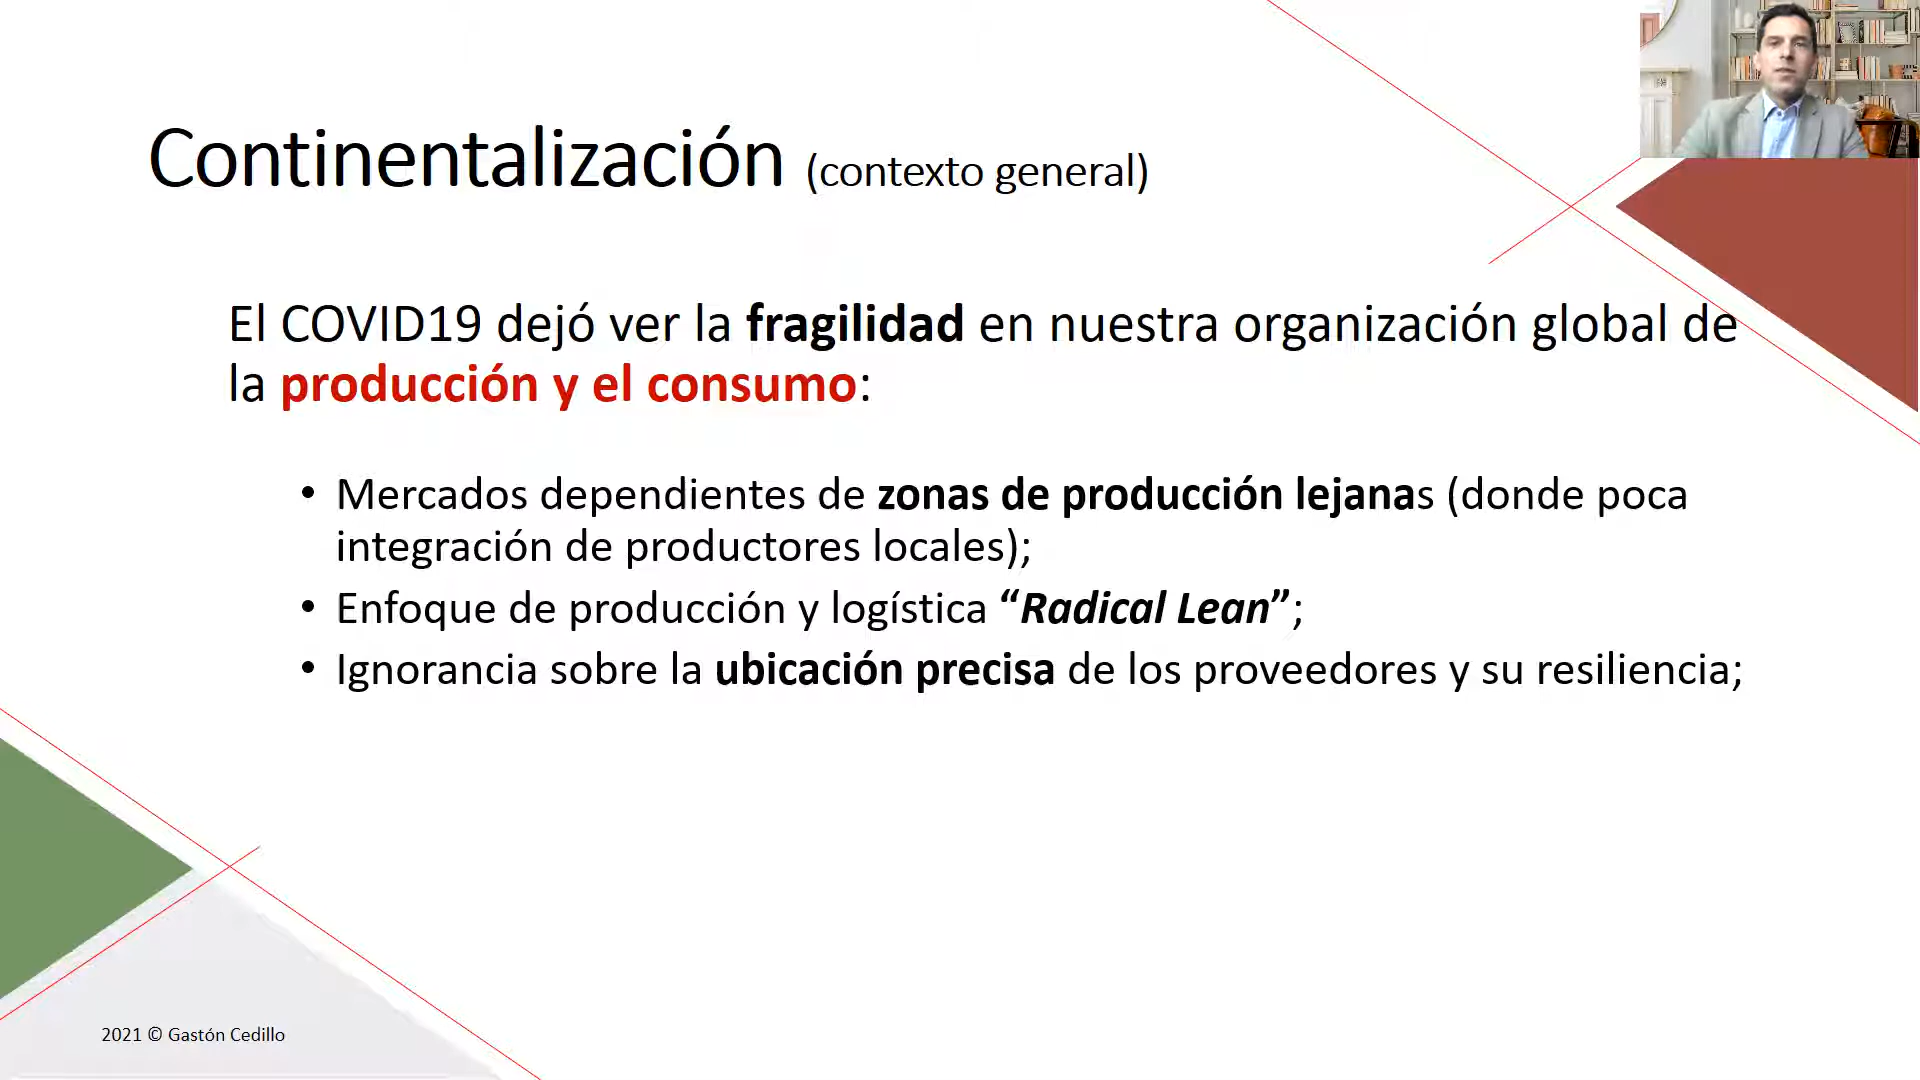 Continentalización (contexto general)
El COVID19 dejó ver la fragilidad en nuestra organización global de
la producción y el consumo:
• Mercados dependientes de zonas de producción lejanas (donde poca
integración de productores locales);
• Enfoque de producción y logística “Radical Lean”;
• Ignorancia sobre la ubicación precisa de los proveedores y su resiliencia;
2021 © Gastón Cedillo